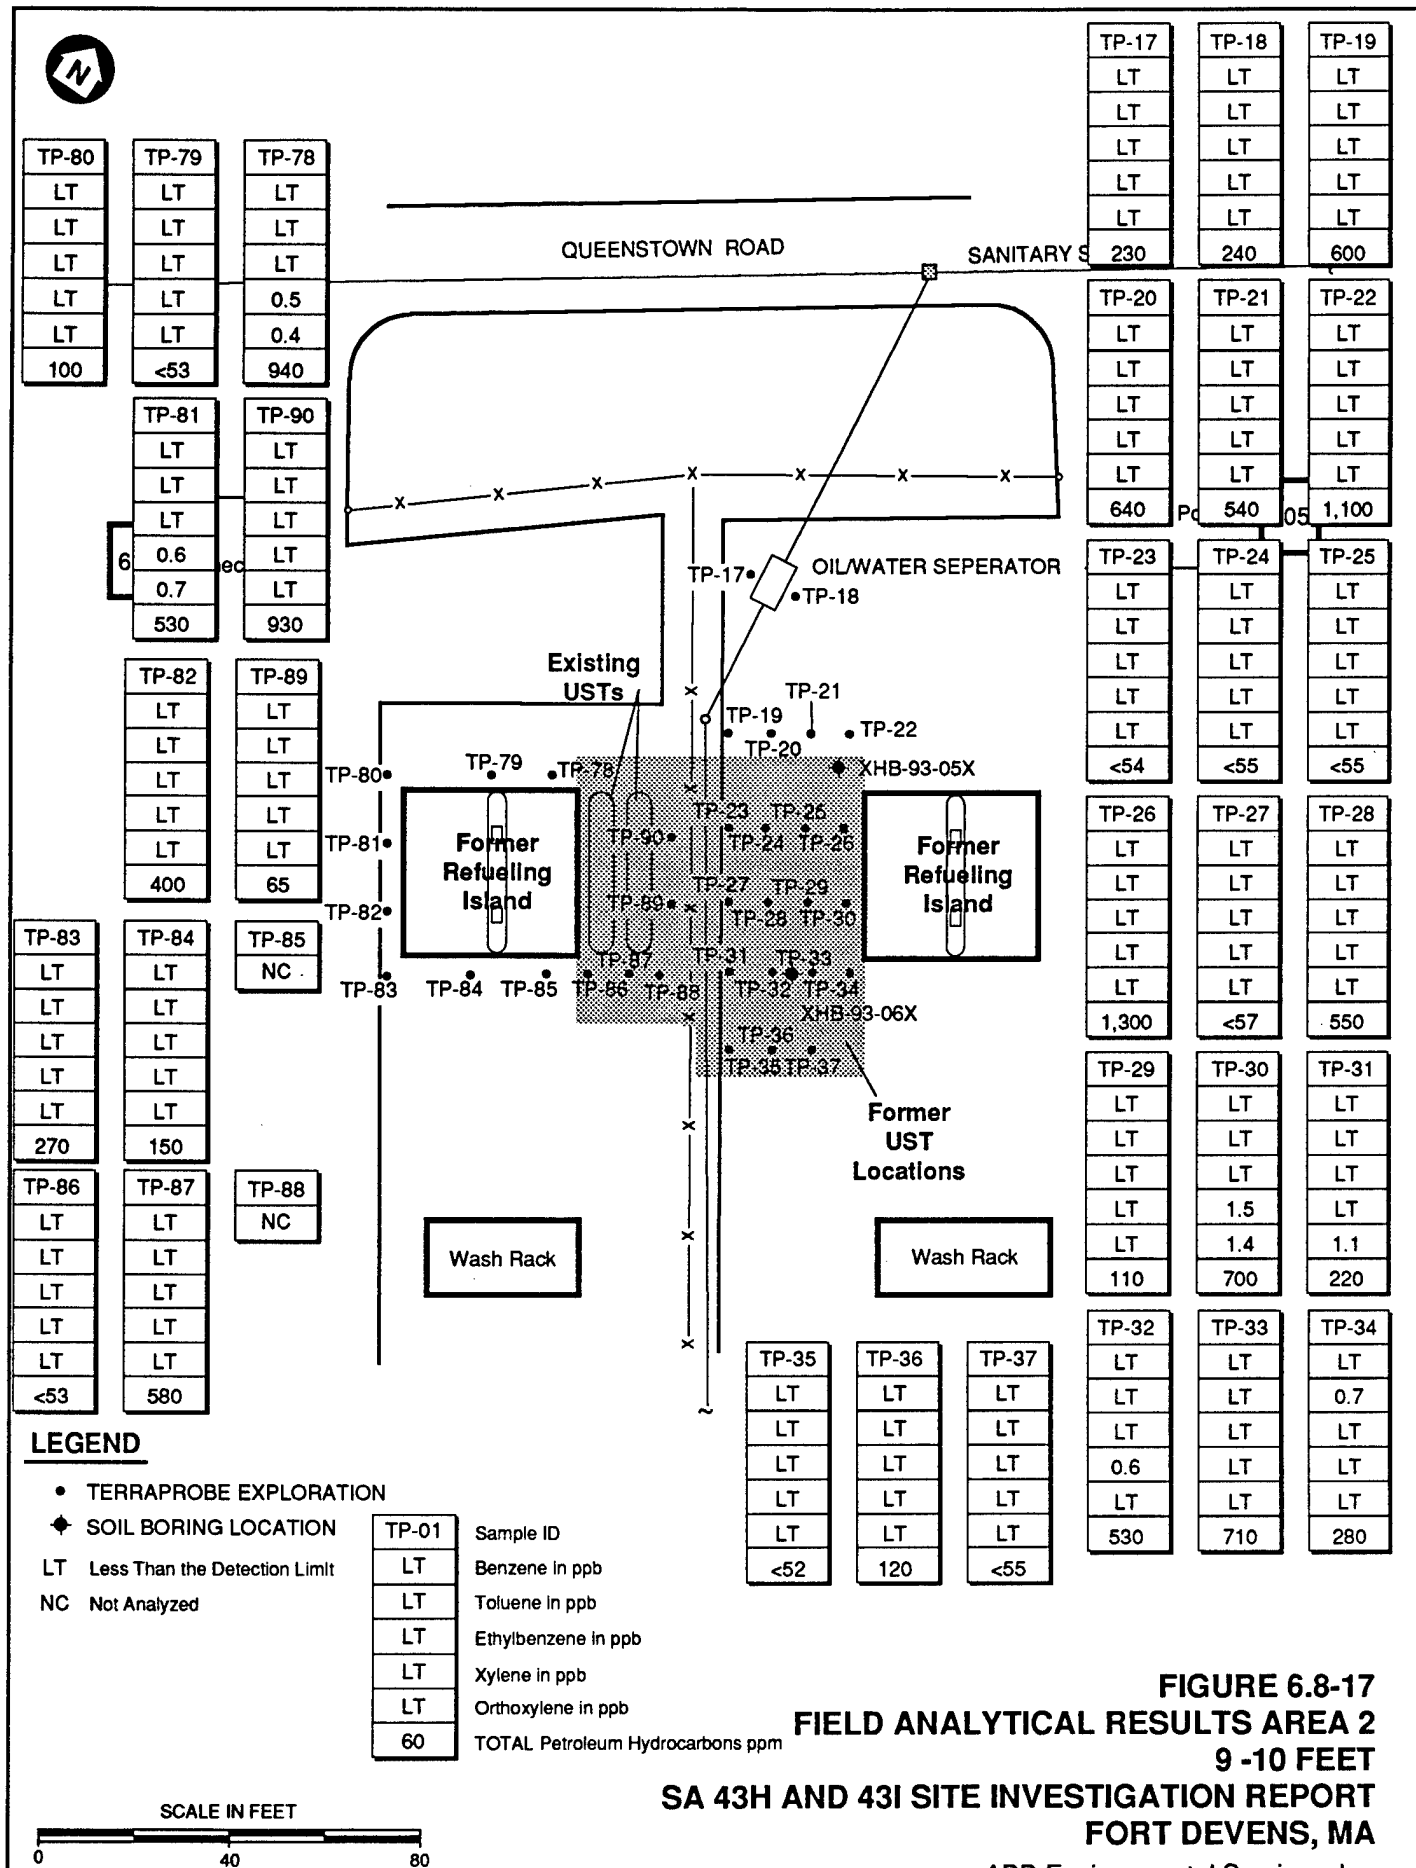 N
TP-17 TP-18 TP-19
LT LT LT
LT LT LT
LT LT LT
LT LT LT
LT LT LT
230 240 600
TP-80 TP-79 TP-78
LT LT LT
LT LT LT
LT LT LT
LT LT 0.5
LT LT 0.4
100 <53 940
QUEENSTOWN ROAD
SANITARY S
TP-20 TP-21 TP-22
LT LT LT
LT LT LT
LT LT LT
LT LT LT
LT LT LT
640 540 1,100
05
TP-81 TP-90
LT LT
LT LT
LT LT
0.6 LT
0.7 LT
530 930
6
TP-23 TP-24 TP-25
LT LT LT
LT LT LT
LT LT LT
LT LT LT
LT LT LT
<54 <55 <55
TP-17
OIL/WATER SEPERATOR
TP-18
TP-82 TP-89
LT LT
LT LT
LT LT
LT LT
LT LT
400 65
Existing
USTs
TP-21
TP-19
TP-22
TP-20
TP-80
TP-79
TP-78
XHB-93-05X
TP-26 TP-27 TP-28
LT LT LT
LT LT LT
LT LT LT
LT LT LT
LT LT LT
1,300 <57 550
TP-23
TP-25
TP-81
TP-90
TP-24
TP-26
Former
Refueling
Island
Former
Refueling
Island
TP-27
TP-29
TP-82
TP-89
TP-28
TP-30
TP-83 TP-84 TP-85
LT LT NC
LT LT
LT LT
LT LT
LT LT
270 150
TP-87
TP-31
TP-33
TP-83
TP-84
TP-85
TP-86
TP-88
TP-32
TP-34
XHB-93-06X
TP-36
TP-35
TP-37
TP-29 TP-30 TP-31
LT LT LT
LT LT LT
LT LT LT
LT 1.5 LT
LT 1.4 1.1
110 700 220
Former
UST
Locations
TP-86 TP-87 TP-88
LT LT NC
LT LT
LT LT
LT LT
LT LT
<53 580
Wash Rack
Wash Rack
TP-32 TP-33 TP-34
LT LT LT
LT LT 0.7
LT LT LT
0.6 LT LT
LT LT LT
530 710 280
TP-35 TP-36 TP-37
LT LT LT
LT LT LT
LT LT LT
LT LT LT
LT LT LT
<52 120 <55
LEGEND
TERRAPROBE EXPLORATION
SOIL BORING LOCATION
LT Less Than the Detection Limit
NC Not Analyzed
TP-01 Sample ID
LT Benzene in ppb
LT Toluene in ppb
LT Ethylbenzene in ppb
LT Xylene in ppb
LT Orthoxylene in ppb
60 TOTAL Petroleum Hydrocarbons ppm
FIGURE 6.8-17
FIELD ANALYTICAL RESULTS AREA 2
9 -10 FEET
SA 43H AND 43I SITE INVESTIGATION REPORT
FORT DEVENS, MA
SCALE IN FEET
0 40 80